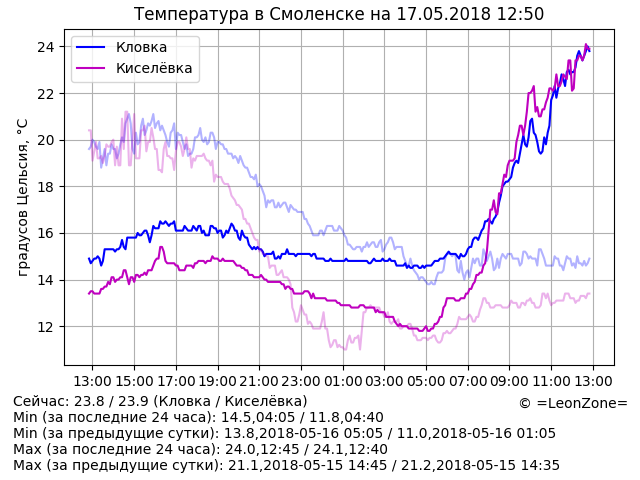 Температура в Смоленске на 17.05.2018 12:50
Кловка
Киселёвка
градусов Цельсия, °C
24
22
20
18
16
14
12
13:00 15:00 17:00 19:00 21:00 23:00 01:00 03:00 05:00 07:00 09:00 11:00 13:00
Сейчас: 23.8 / 23.9 (Кловка / Киселёвка)
© =LeonZone=
Min (за последние 24 часа): 14.5,04:05 / 11.8,04:40
Min (за предыдущие сутки): 13.8,2018-05-16 05:05 / 11.0,2018-05-16 01:05
Max (за последние 24 часа): 24.0,12:45 / 24.1,12:40
Max (за предыдущие сутки): 21.1,2018-05-15 14:45 / 21.2,2018-05-15 14:35